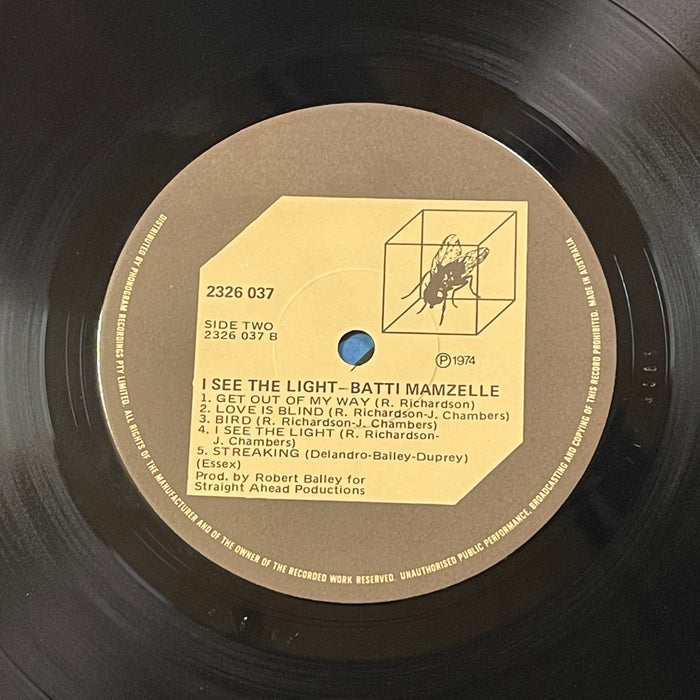 2326 037
SIDE TWO
2326 037 B
Ⓟ 1974
I SEE THE LIGHT–BATTI MAMZELLE
1. GET OUT OF MY WAY (R. Richardson)
2. LOVE IS BLIND (R. Richardson-J. Chambers)
3. BIRD (R. Richardson-J. Chambers)
4. I SEE THE LIGHT (R. Richardson-
J. Chambers)
5. STREAKING (Delandro-Bailey-Duprey)
(Essex)
Prod. by Robert Balley for
Straight Ahead Poductions
DISTRIBUTED BY PHONOGRAM RECORDINGS PTY LIMITED. ALL RIGHTS OF THE MANUFACTURER AND OF THE OWNER OF THE RECORDED WORK RESERVED. UNAUTHORISED PUBLIC PERFORMANCE, BROADCASTING AND COPYING OF THIS RECORD PROHIBITED. MADE IN AUSTRALIA